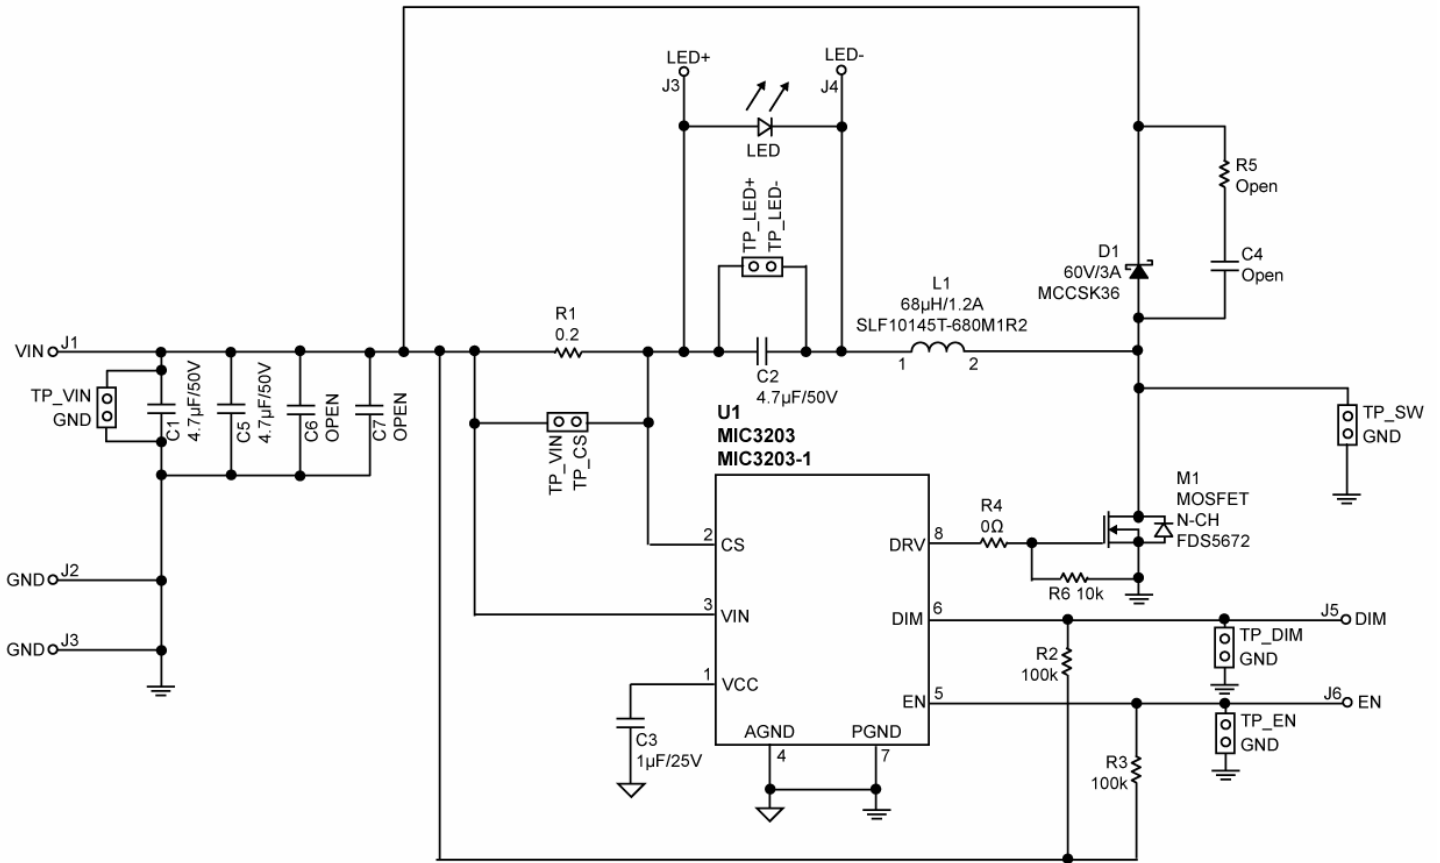 LED+
J3
LED-
J4
LED
TP_LED+
TP_LED-
R5
Open
C4
Open
D1
60V/3A
MCCSK36
L1
68µH/1.2A
SLF10145T-680M1R2
1
2
R1
0.2
C2
4.7µF/50V
VIN
J1
TP_VIN
GND
C1
4.7µF/50V
C5
4.7µF/50V
C6
OPEN
C7
OPEN
TP_VIN
TP_CS
U1
MIC3203
MIC3203-1
TP_SW
GND
M1
MOSFET
N-CH
FDS5672
R4
0Ω
R6 10k
2
CS
3
VIN
1
VCC
DRV
8
DIM
6
EN
5
AGND
4
PGND
7
C3
1µF/25V
GND
J2
GND
J3
J5
DIM
TP_DIM
GND
R2
100k
J6
EN
TP_EN
GND
R3
100k